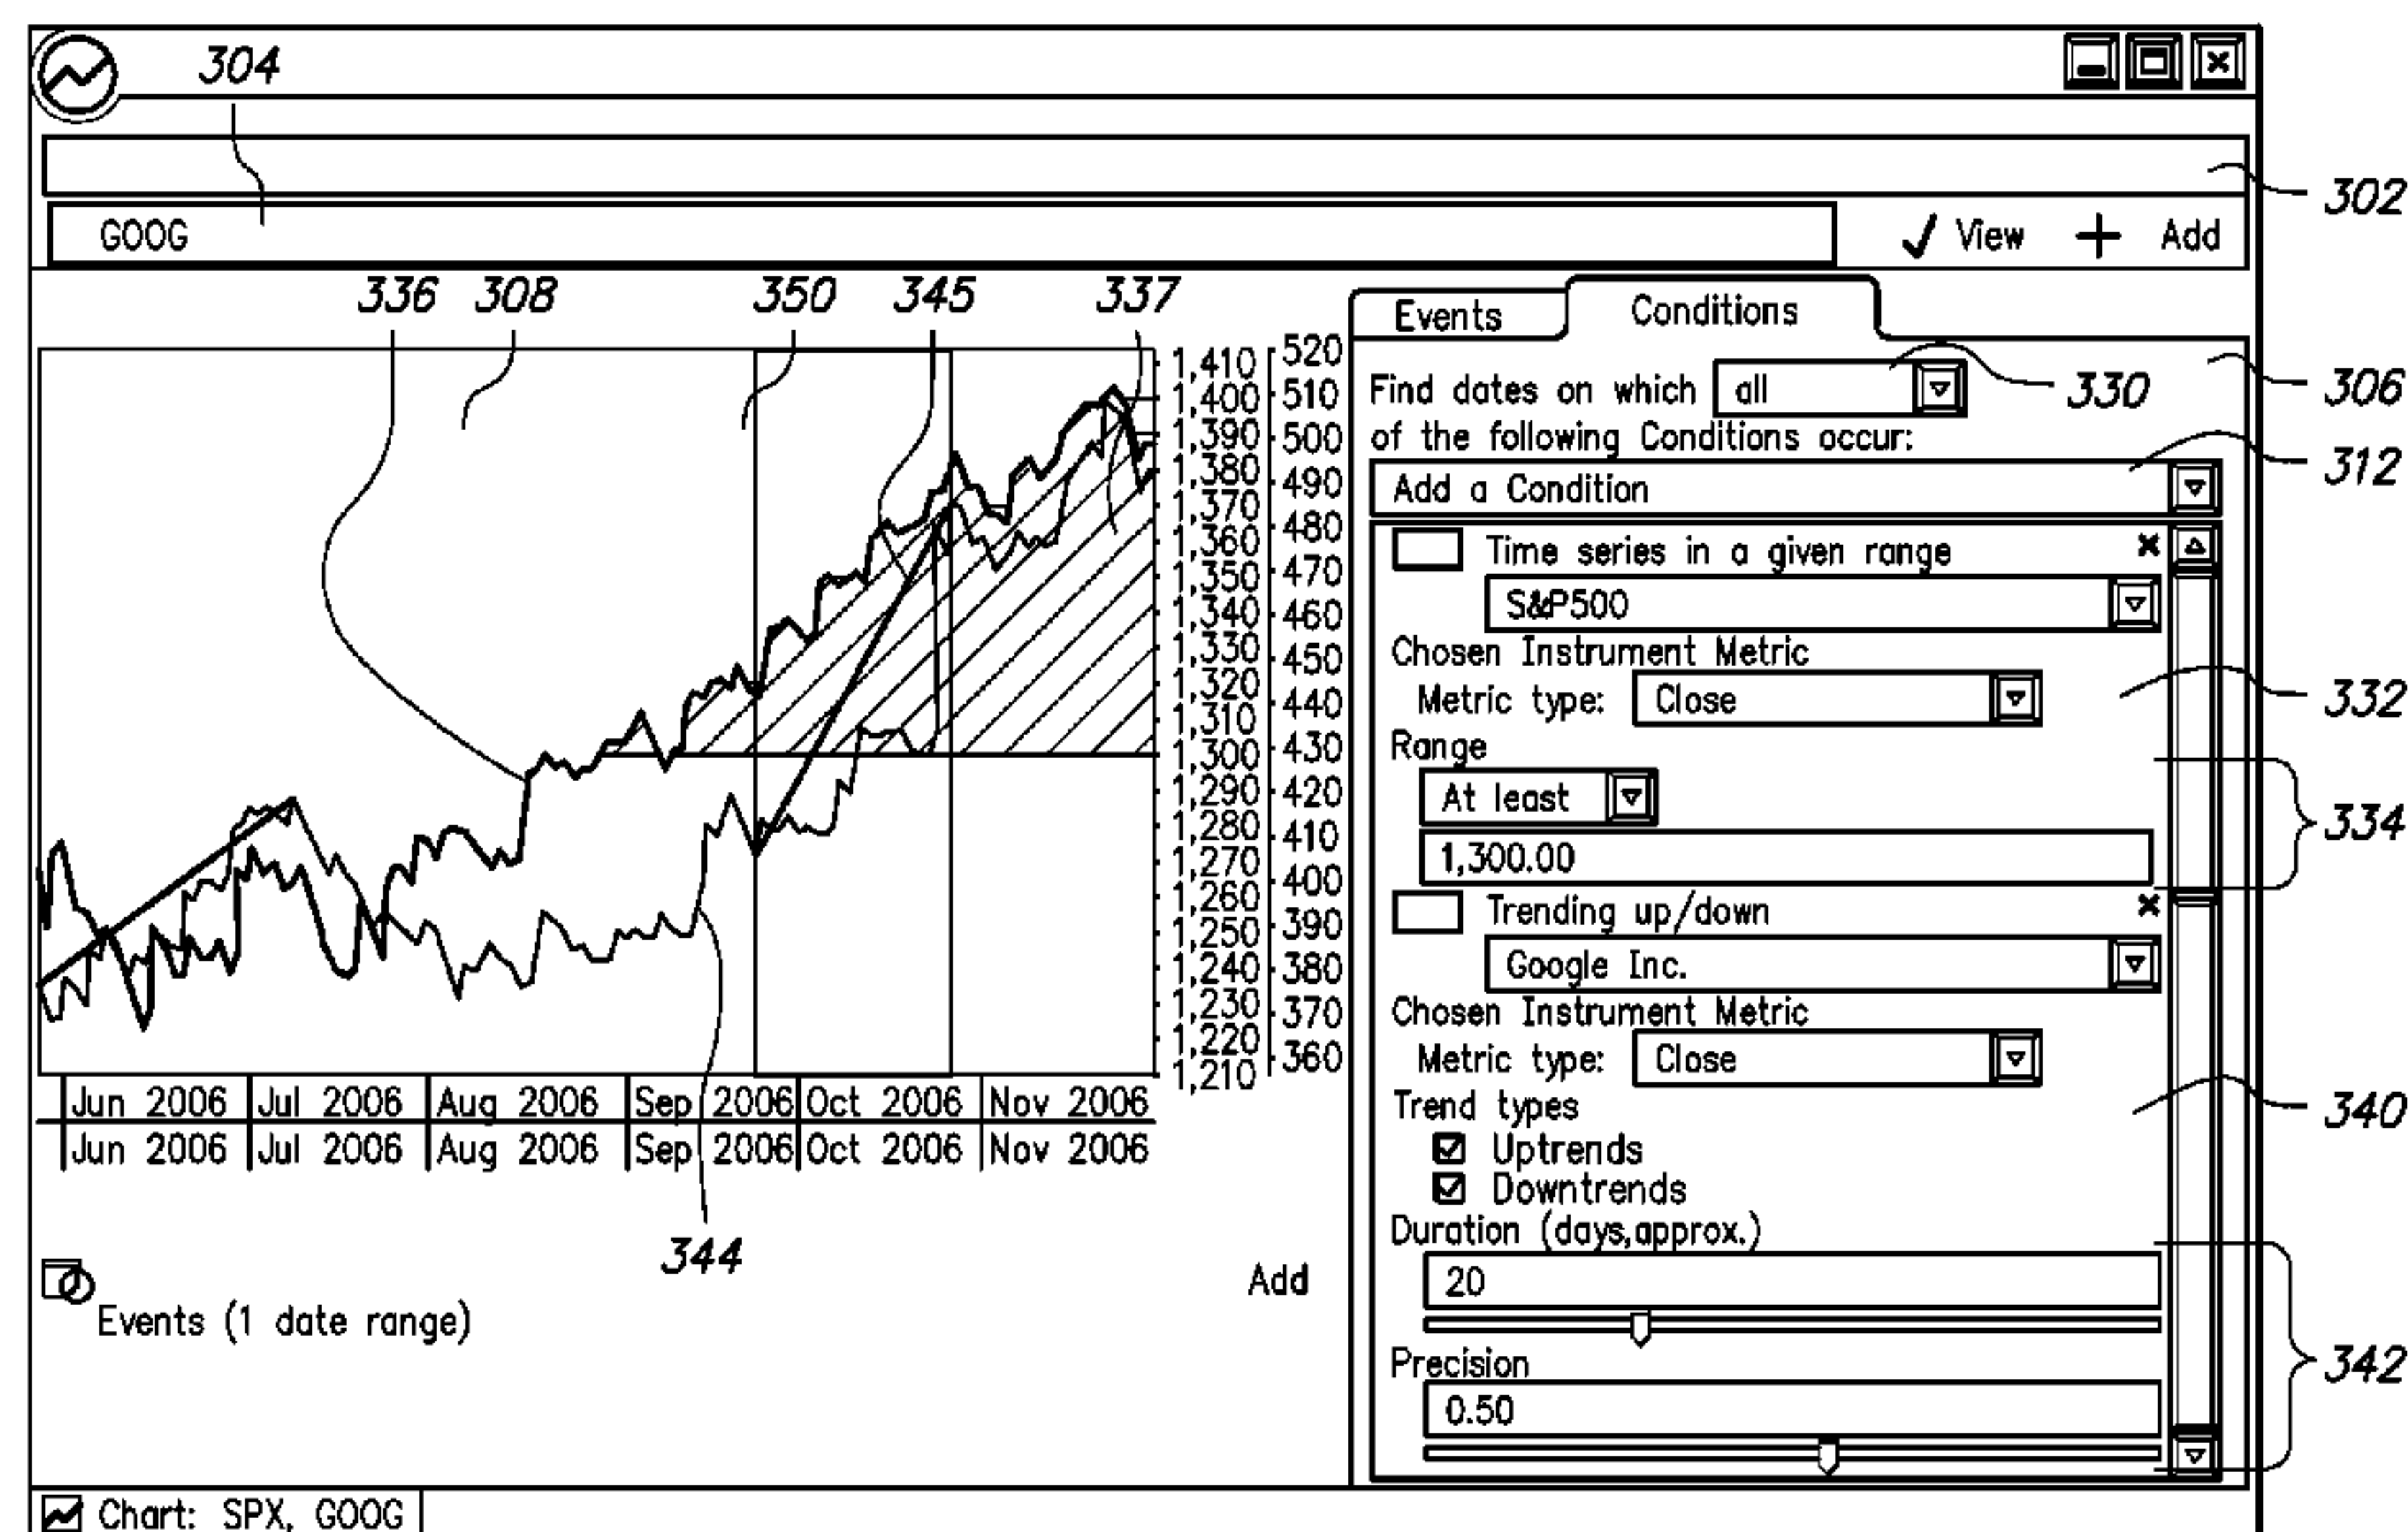 304
302
GOOG
View + Add
336 308 350 345 337
Events Conditions
306
Find dates on which all
330
of the following Conditions occur:
312
Add a Condition
Time series in a given range ×
S&P500
Chosen Instrument Metric
332
Metric type: Close
Range
334
At least
1,300.00
Trending up/down ×
Google Inc.
Chosen Instrument Metric
Metric type: Close
340
Trend types
Uptrends
Downtrends
Duration (days,approx.)
20
342
Precision
0.50
1,410
1,400
1,390
1,380
1,370
1,360
1,350
1,340
1,330
1,320
1,310
1,300
1,290
1,280
1,270
1,260
1,250
1,240
1,230
1,220
1,210
520
510
500
490
480
470
460
450
440
430
420
410
400
390
380
370
360
Jun 2006 Jul 2006 Aug 2006 Sep 2006 Oct 2006 Nov 2006
Jun 2006 Jul 2006 Aug 2006 Sep 2006 Oct 2006 Nov 2006
344
Add
Events (1 date range)
Chart: SPX, GOOG